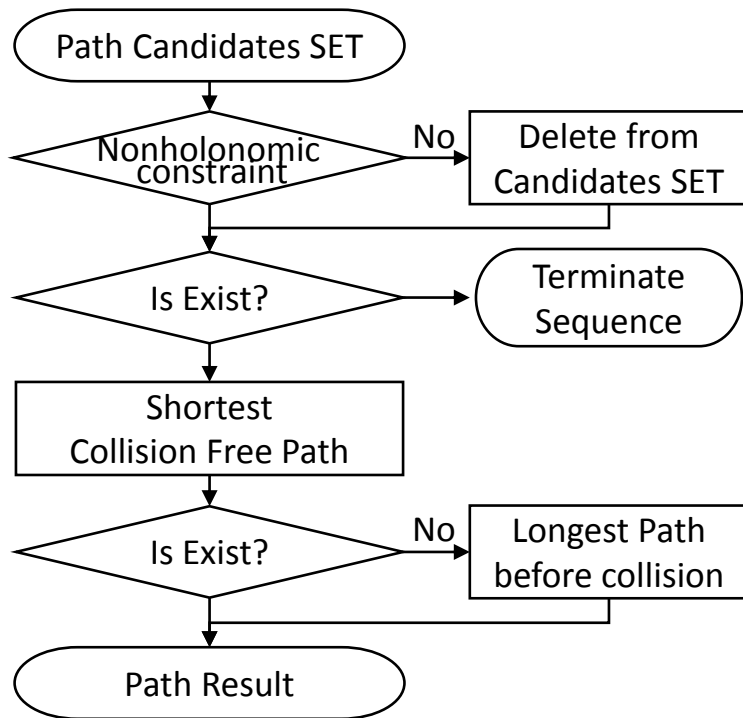 Path Candidates SET
Nonholonomic
constraint
No
Delete from
Candidates SET
Is Exist?
Terminate
Sequence
Shortest
Collision Free Path
Is Exist?
No
Longest Path
before collision
Path Result